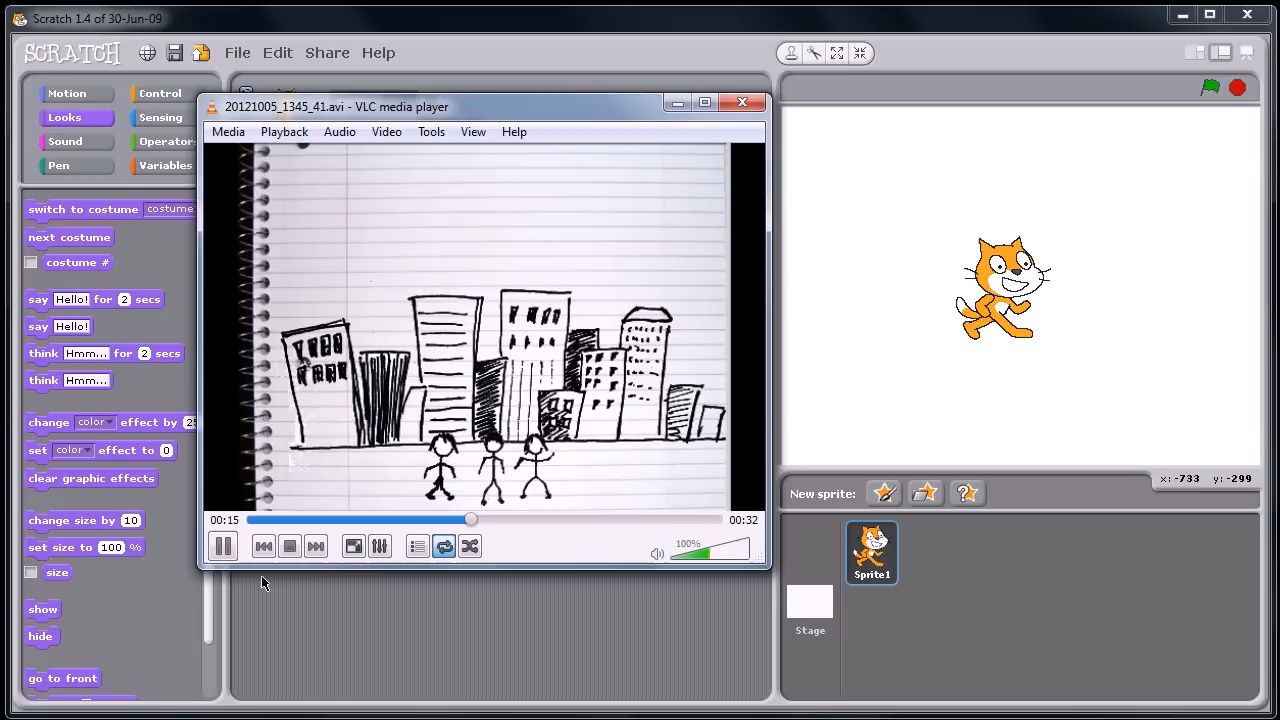 Scratch 1.4 of 30-Jun-09
SCRATCH File Edit Share Help
Motion Control
Looks Sensing
Sound Operator
Pen Variables
switch to costume costume
next costume
costume #
say Hello! for 2 secs
say Hello!
think Hmm... for 2 secs
think Hmm...
change color effect by 25
set color effect to 0
clear graphic effects
change size by 10
set size to 100 %
size
show
hide
go to front
20121005_1345_41.avi - VLC media player
Media Playback Audio Video Tools View Help
00:15 00:32
100%
x: -733 y: -299
New sprite:
Sprite1
Stage